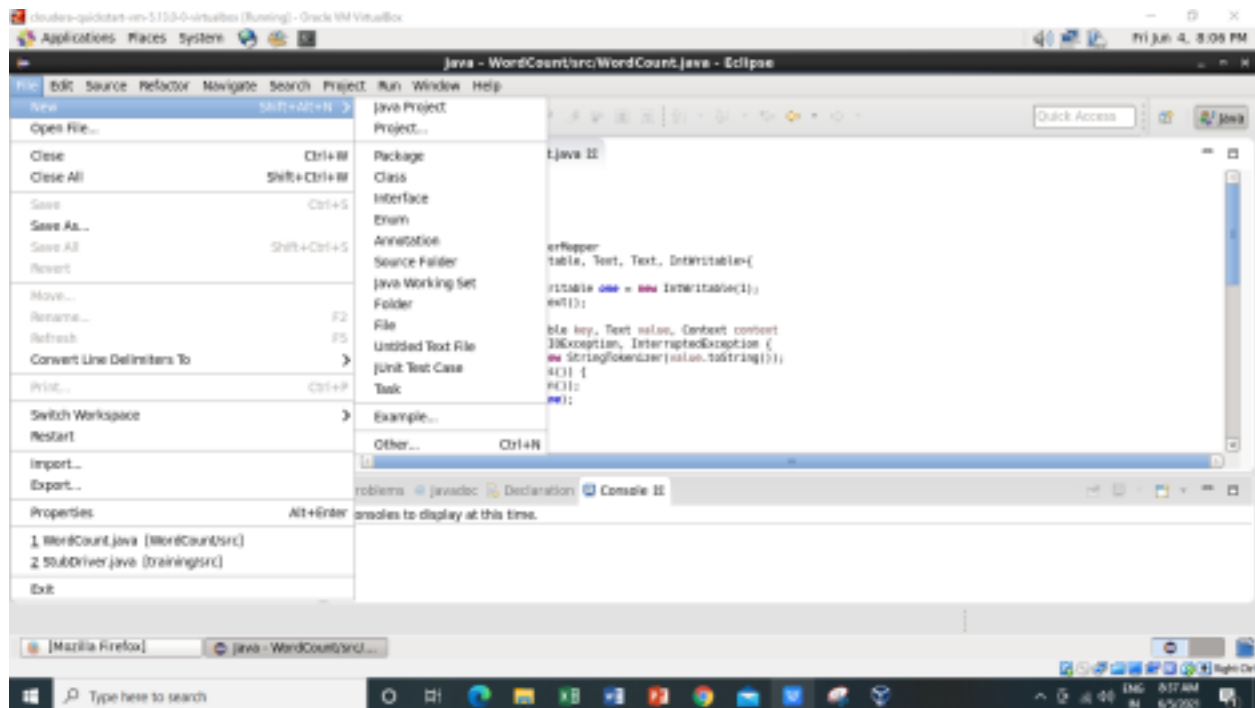 cloudera-quickstart-vm-5.13.0-0-virtualbox [Running] - Oracle VM VirtualBox
Applications Places System
Fri Jun 4, 8:06 PM
Java - WordCount/src/WordCount.java - Eclipse
File Edit Source Refactor Navigate Search Project Run Window Help
New Shift+Alt+N
Open File...
Close Ctrl+W
Close All Shift+Ctrl+W
Save Ctrl+S
Save As...
Save All Shift+Ctrl+S
Revert
Move...
Rename... F2
Refresh F5
Convert Line Delimiters To
Print... Ctrl+P
Switch Workspace
Restart
Import...
Export...
Properties Alt+Enter
1 WordCount.java [WordCount/src]
2 StubDriver.java [training/src]
Exit
Java Project
Project...
Package
Class
Interface
Enum
Annotation
Source Folder
Java Working Set
Folder
File
Untitled Text File
JUnit Test Case
Task
Example...
Other... Ctrl+N
Quick Access
Java
t.java
erMapper
table, Text, Text, IntWritable>{
ritable one = new IntWritable(1);
ext();
ble key, Text value, Context context
IOException, InterruptedException {
ew StringTokenizer(value.toString());
s()) {
n());
ne);
roblems Javadoc Declaration Console
onsoles to display at this time.
[Mozilla Firefox] Java - WordCount/src/...
Right Ctrl
Type here to search
ENG
IN
8:37 AM
6/5/2021